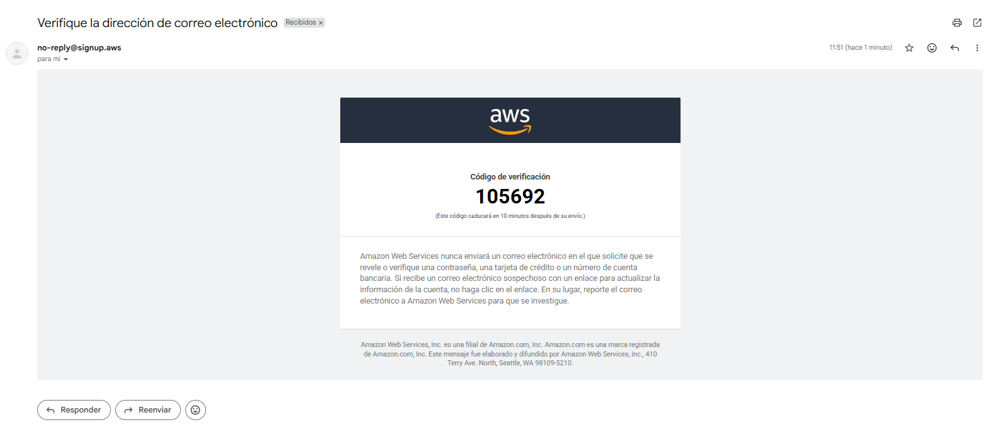 Verifique la dirección de correo electrónico Recibidos ×
no-reply@signup.aws
11:51 (hace 1 minuto)
para mí
aws
Código de verificación
105692
(Este código caducará en 10 minutos después de su envío.)
Amazon Web Services nunca enviará un correo electrónico en el que solicite que se
revele o verifique una contraseña, una tarjeta de crédito o un número de cuenta
bancaria. Si recibe un correo electrónico sospechoso con un enlace para actualizar la
información de la cuenta, no haga clic en el enlace. En su lugar, reporte el correo
electrónico a Amazon Web Services para que se investigue.
Amazon Web Services, Inc. es una filial de Amazon.com, Inc. Amazon.com es una marca registrada
de Amazon.com, Inc. Este mensaje fue elaborado y difundido por Amazon Web Services, Inc., 410
Terry Ave. North, Seattle, WA 98109-5210.
Responder
Reenviar